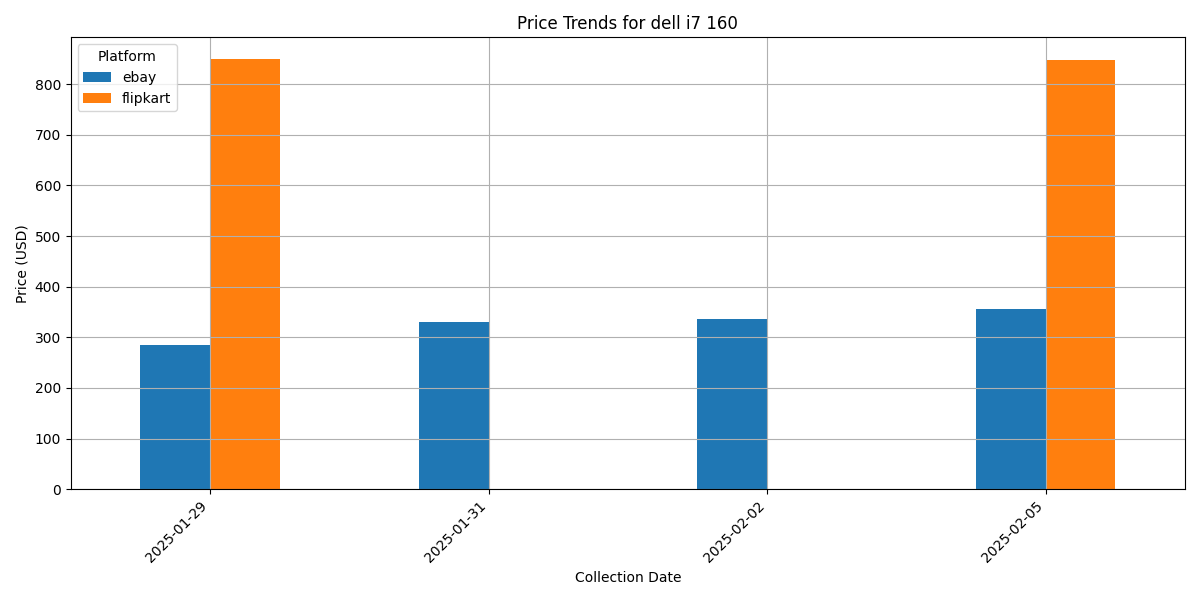 Price Trends for dell i7 160
Platform
ebay
flipkart
Price (USD)
800
700
600
500
400
300
200
100
0
2025-01-29
2025-01-31
2025-02-02
2025-02-05
Collection Date